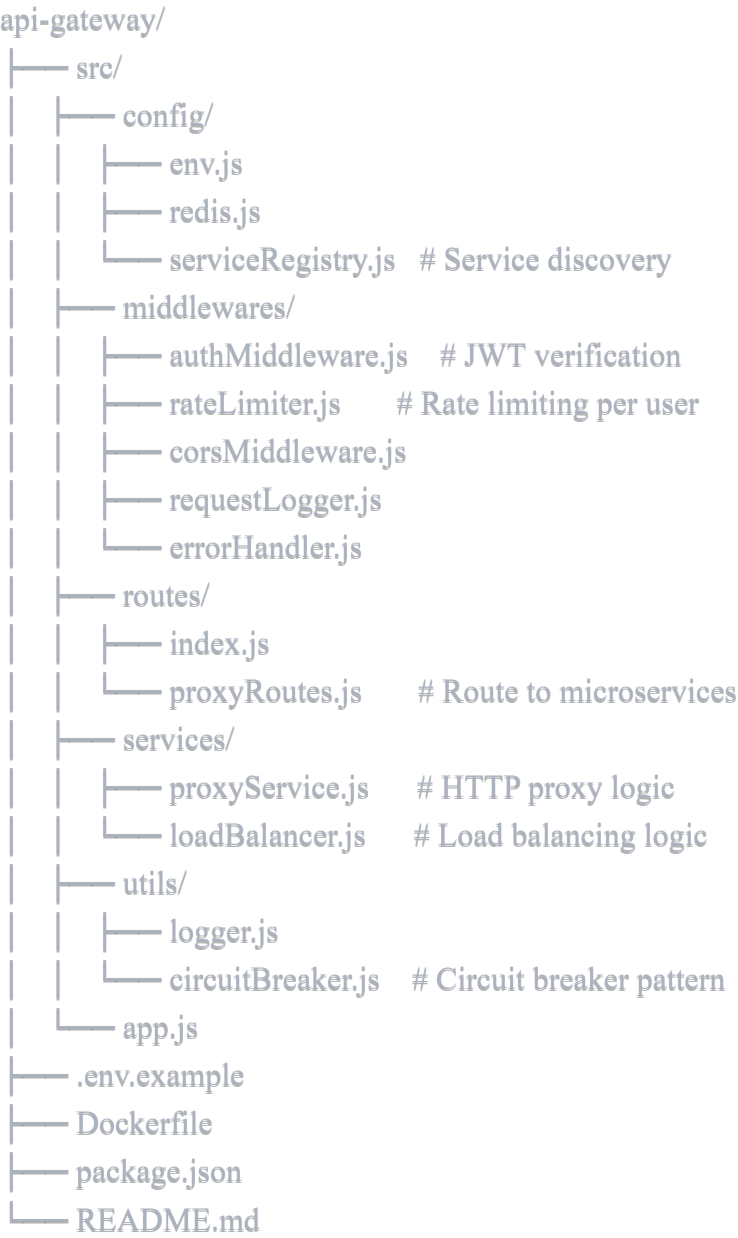 api-gateway/
├── src/
│   ├── config/
│   │   ├── env.js
│   │   ├── redis.js
│   │   └── serviceRegistry.js   # Service discovery
│   ├── middlewares/
│   │   ├── authMiddleware.js    # JWT verification
│   │   ├── rateLimiter.js       # Rate limiting per user
│   │   ├── corsMiddleware.js
│   │   ├── requestLogger.js
│   │   └── errorHandler.js
│   ├── routes/
│   │   ├── index.js
│   │   └── proxyRoutes.js       # Route to microservices
│   ├── services/
│   │   ├── proxyService.js      # HTTP proxy logic
│   │   └── loadBalancer.js      # Load balancing logic
│   ├── utils/
│   │   ├── logger.js
│   │   └── circuitBreaker.js    # Circuit breaker pattern
│   └── app.js
├── .env.example
├── Dockerfile
├── package.json
└── README.md